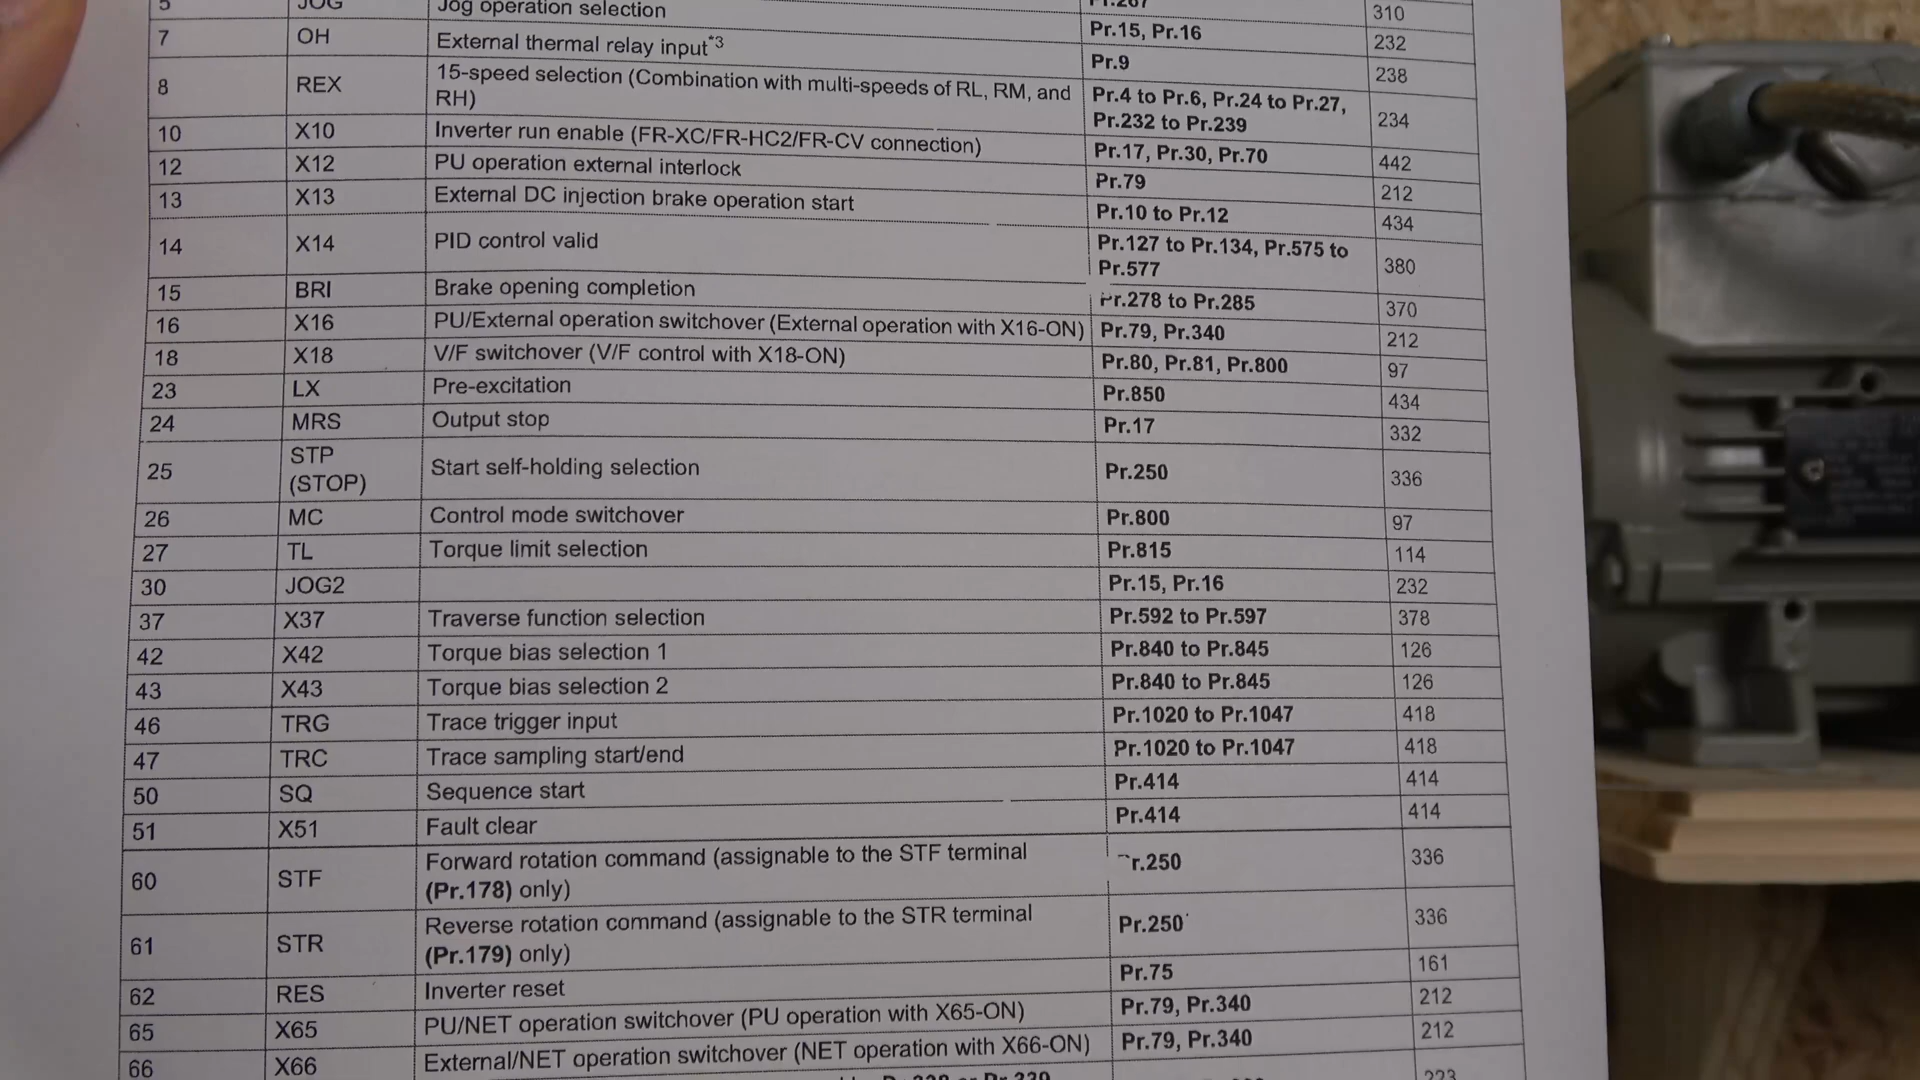 5 JOG Jog operation selection Pr.267 310
7 OH External thermal relay input*3 Pr.15, Pr.16 232
8 REX 15-speed selection (Combination with multi-speeds of RL, RM, and Pr.9 238
RH) Pr.4 to Pr.6, Pr.24 to Pr.27, 234
Pr.232 to Pr.239
10 X10 Inverter run enable (FR-XC/FR-HC2/FR-CV connection) Pr.17, Pr.30, Pr.70 442
12 X12 PU operation external interlock Pr.79 212
13 X13 External DC injection brake operation start Pr.10 to Pr.12 434
14 X14 PID control valid Pr.127 to Pr.134, Pr.575 to 380
Pr.577
15 BRI Brake opening completion Pr.278 to Pr.285 370
16 X16 PU/External operation switchover (External operation with X16-ON) Pr.79, Pr.340 212
18 X18 V/F switchover (V/F control with X18-ON) Pr.80, Pr.81, Pr.800 97
23 LX Pre-excitation Pr.850 434
24 MRS Output stop Pr.17 332
25 STP Start self-holding selection Pr.250 336
(STOP)
26 MC Control mode switchover Pr.800 97
27 TL Torque limit selection Pr.815 114
30 JOG2 Pr.15, Pr.16 232
37 X37 Traverse function selection Pr.592 to Pr.597 378
42 X42 Torque bias selection 1 Pr.840 to Pr.845 126
43 X43 Torque bias selection 2 Pr.840 to Pr.845 126
46 TRG Trace trigger input Pr.1020 to Pr.1047 418
47 TRC Trace sampling start/end Pr.1020 to Pr.1047 418
50 SQ Sequence start Pr.414 414
51 X51 Fault clear Pr.414 414
60 STF Forward rotation command (assignable to the STF terminal r.250 336
(Pr.178) only)
61 STR Reverse rotation command (assignable to the STR terminal Pr.250 336
(Pr.179) only)
62 RES Inverter reset Pr.75 161
65 X65 PU/NET operation switchover (PU operation with X65-ON) Pr.79, Pr.340 212
66 X66 External/NET operation switchover (NET operation with X66-ON) Pr.79, Pr.340 212